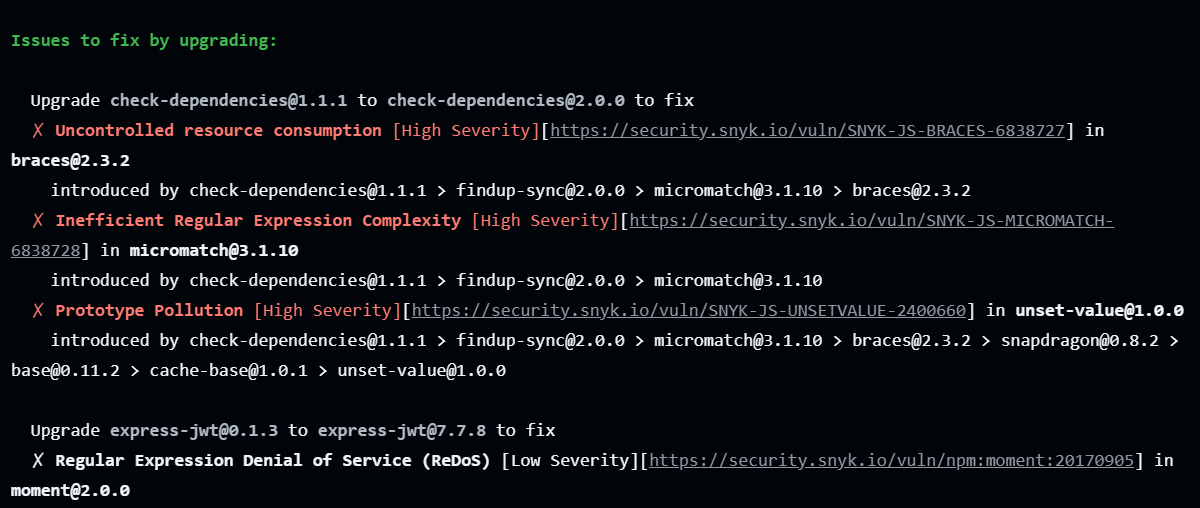 Issues to fix by upgrading:
Upgrade check-dependencies@1.1.1 to check-dependencies@2.0.0 to fix
✗ Uncontrolled resource consumption [High Severity][https://security.snyk.io/vuln/SNYK-JS-BRACES-6838727] in
braces@2.3.2
introduced by check-dependencies@1.1.1 > findup-sync@2.0.0 > micromatch@3.1.10 > braces@2.3.2
✗ Inefficient Regular Expression Complexity [High Severity][https://security.snyk.io/vuln/SNYK-JS-MICROMATCH-
6838728] in micromatch@3.1.10
introduced by check-dependencies@1.1.1 > findup-sync@2.0.0 > micromatch@3.1.10
✗ Prototype Pollution [High Severity][https://security.snyk.io/vuln/SNYK-JS-UNSETVALUE-2400660] in unset-value@1.0.0
introduced by check-dependencies@1.1.1 > findup-sync@2.0.0 > micromatch@3.1.10 > braces@2.3.2 > snapdragon@0.8.2 >
base@0.11.2 > cache-base@1.0.1 > unset-value@1.0.0
Upgrade express-jwt@0.1.3 to express-jwt@7.7.8 to fix
✗ Regular Expression Denial of Service (ReDoS) [Low Severity][https://security.snyk.io/vuln/npm:moment:20170905] in
moment@2.0.0